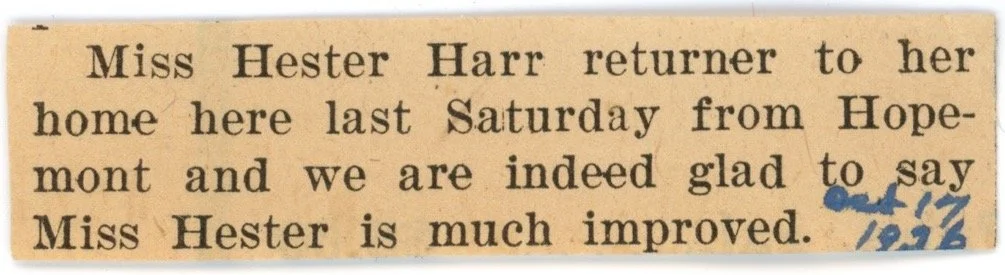 Miss Hester Harr returner to her
home here last Saturday from Hope-
mont and we are indeed glad to say
Miss Hester is much improved.
Oct 17
1936